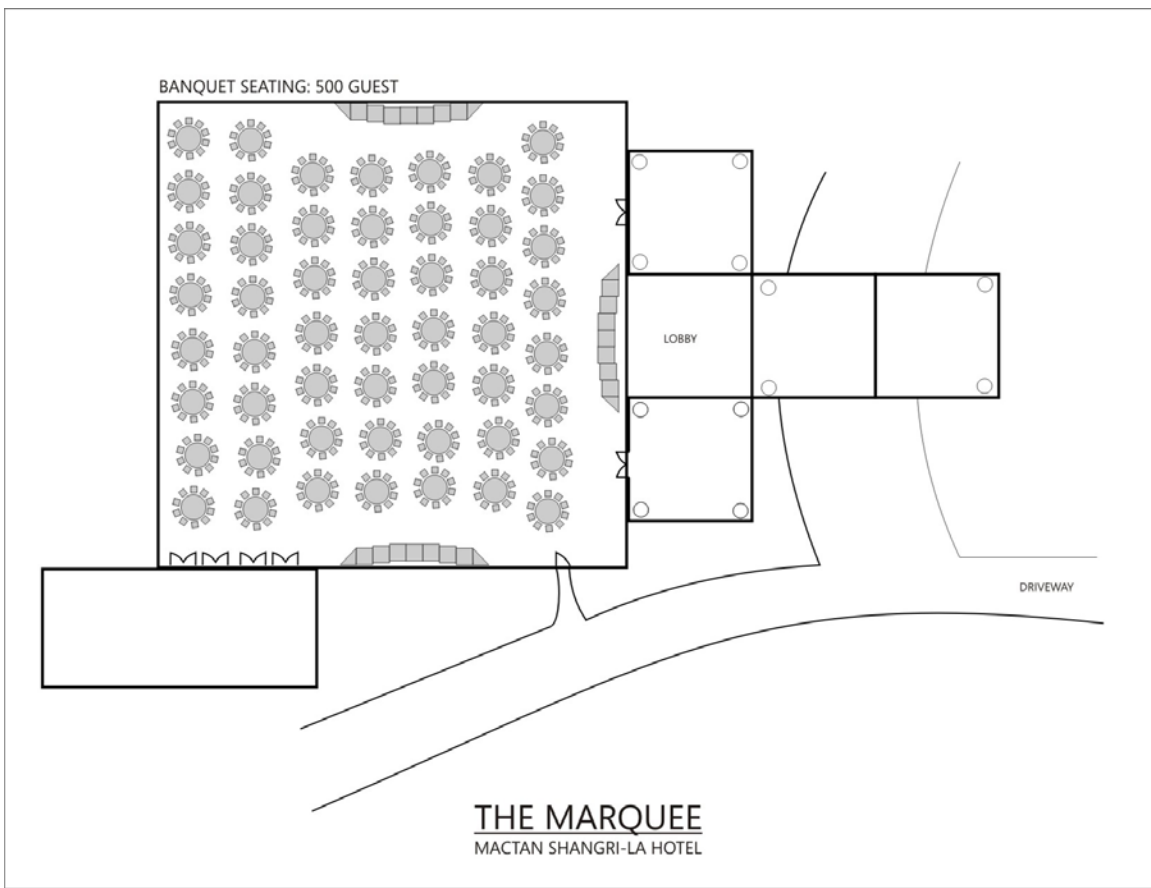 BANQUET SEATING: 500 GUEST
LOBBY
DRIVEWAY
THE MARQUEE
MACTAN SHANGRI-LA HOTEL